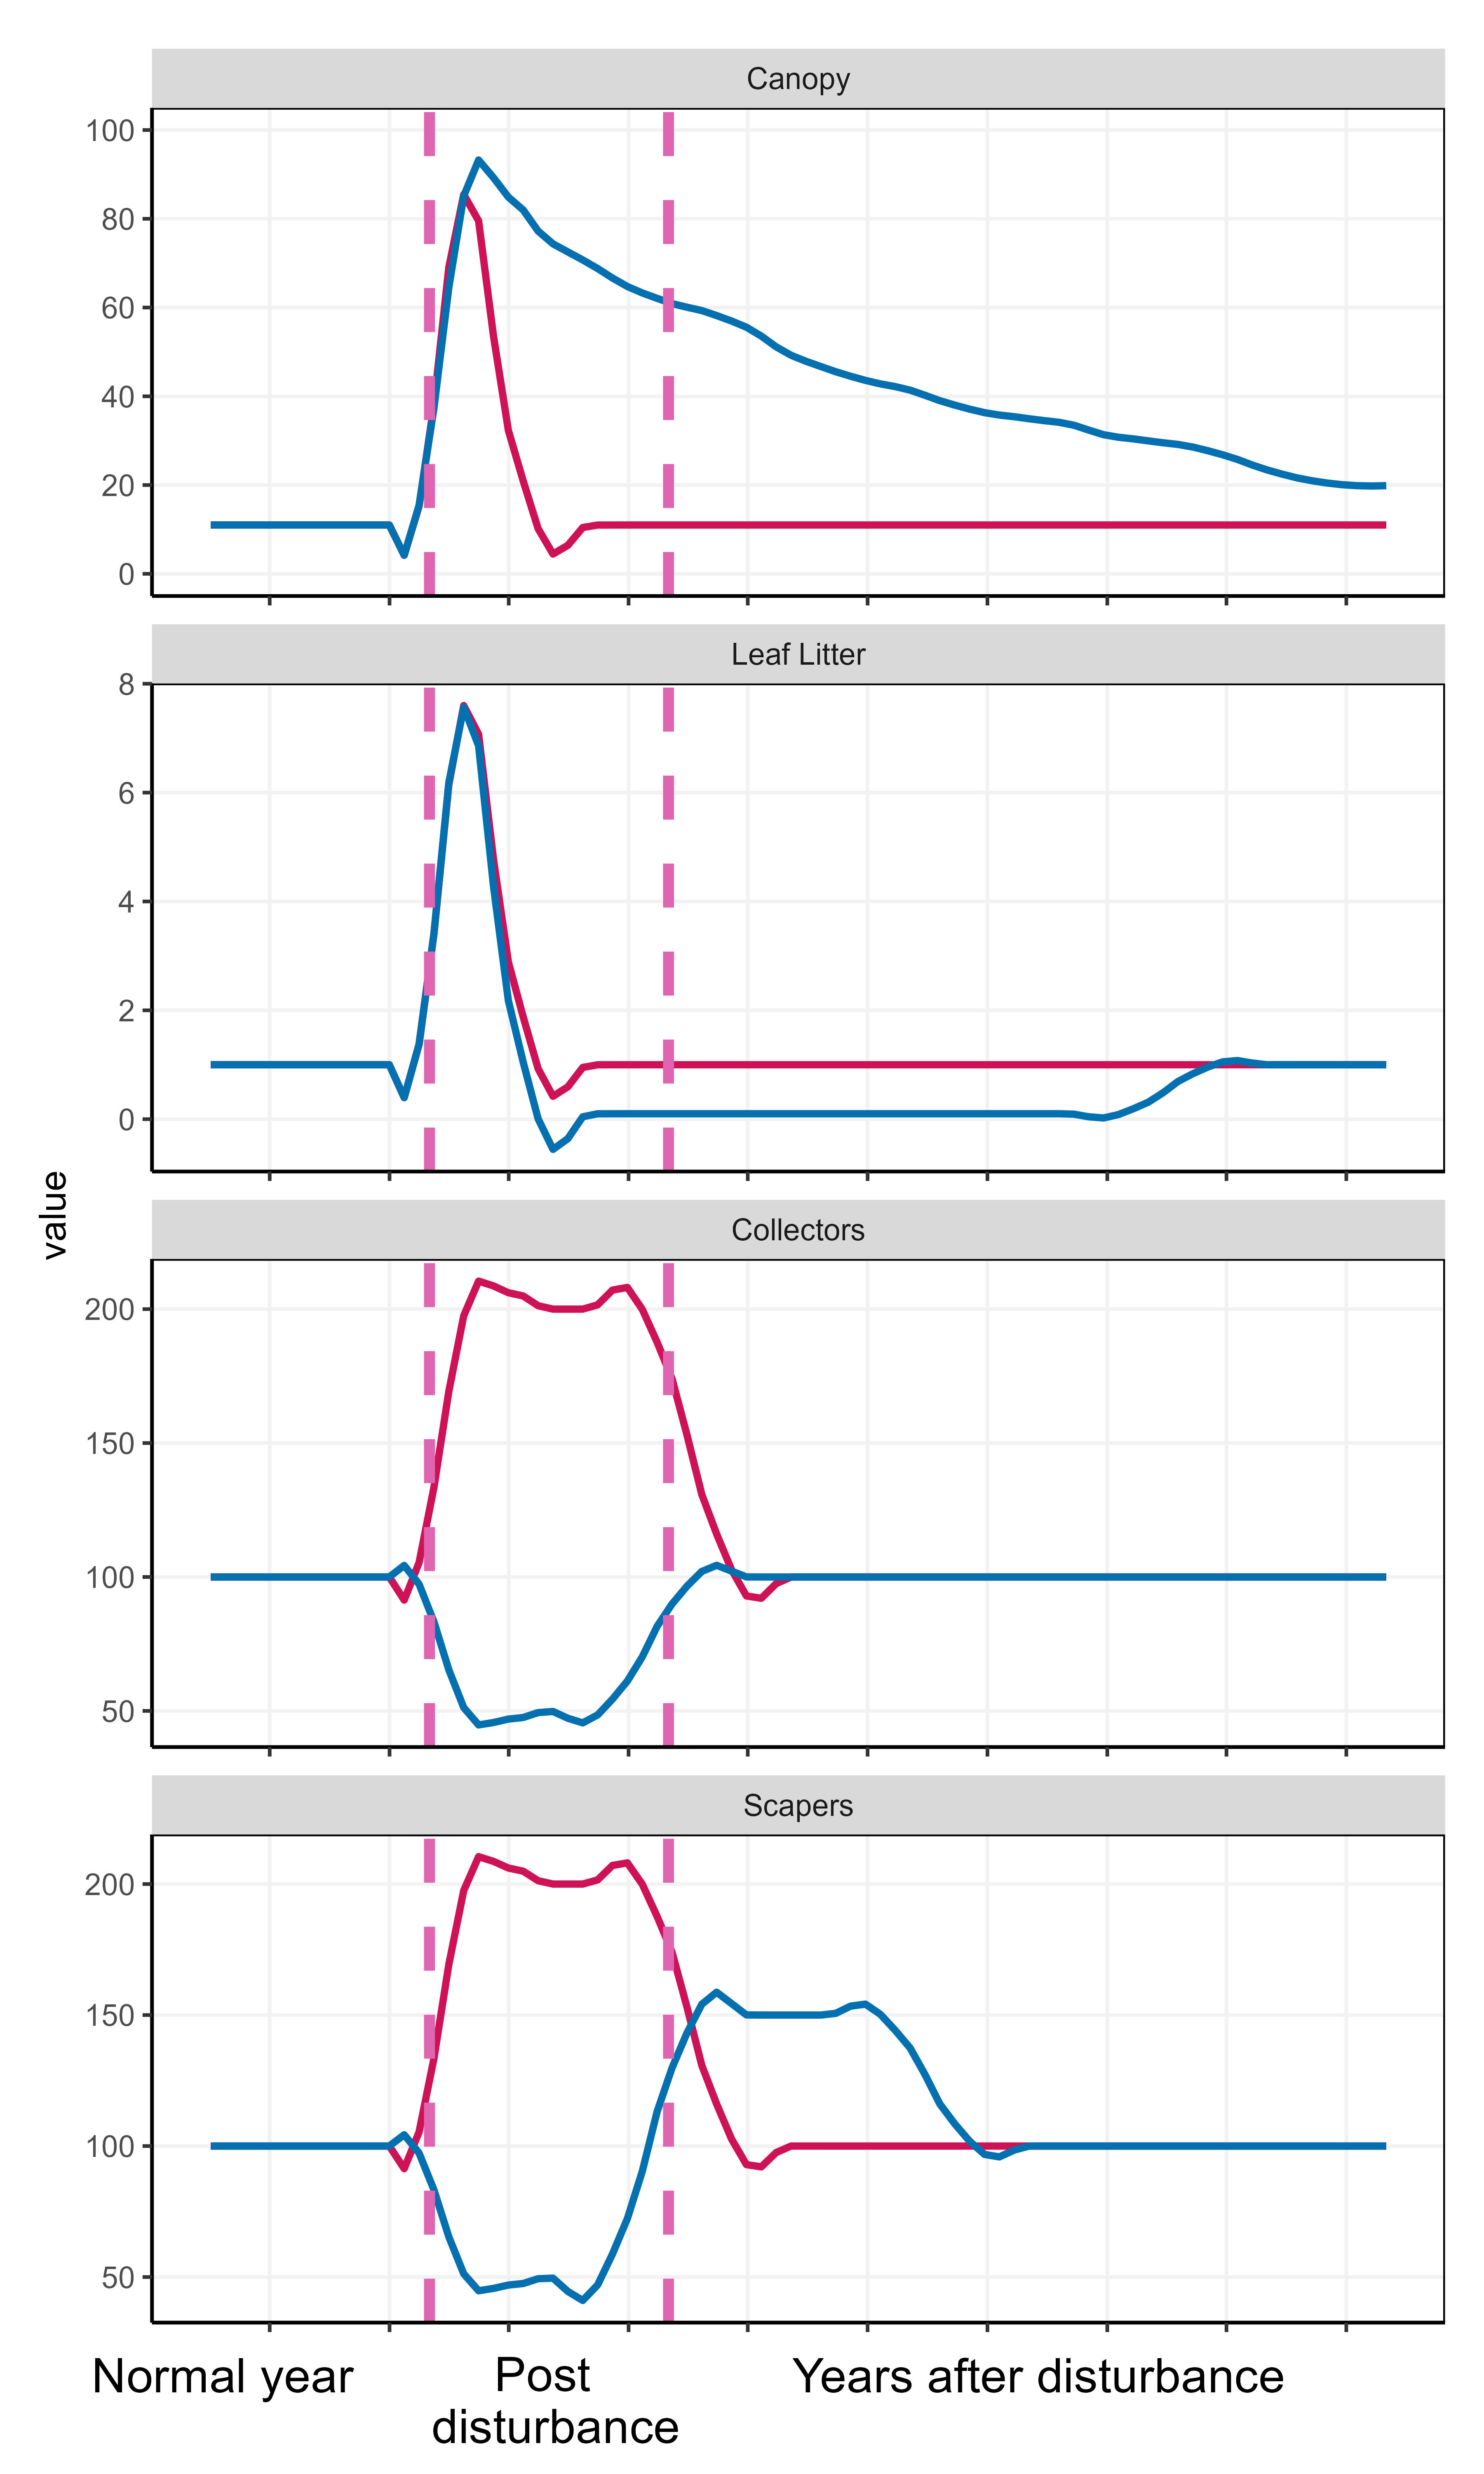 Canopy
100
80
60
40
20
0
Leaf Litter
8
6
4
2
0
value
Collectors
200
150
100
50
Scapers
200
150
100
50
Normal year
Post
disturbance
Years after disturbance